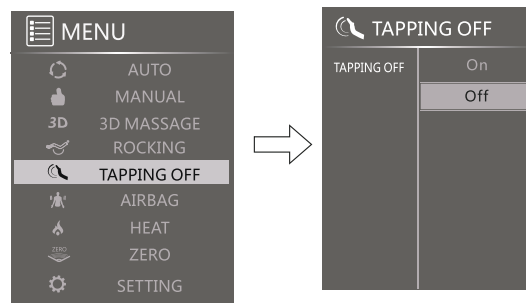 MENU
AUTO
MANUAL
3D 3D MASSAGE
ROCKING
TAPPING OFF
AIRBAG
HEAT
ZERO ZERO
SETTING
TAPPING OFF
TAPPING OFF On
Off